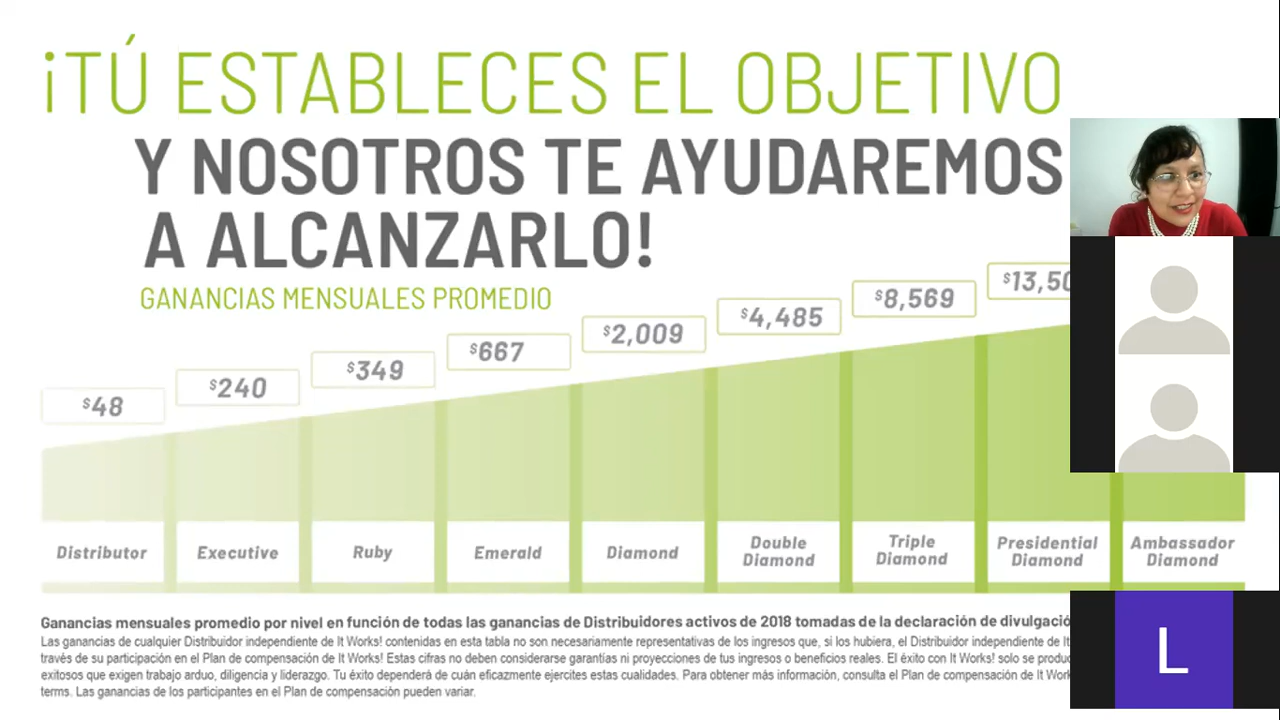 ¡TÚ ESTABLECES EL OBJETIVO
Y NOSOTROS TE AYUDAREMOS
A ALCANZARLO!
GANANCIAS MENSUALES PROMEDIO
$48
$240
$349
$667
$2,009
$4,485
$8,569
$13,50
Distributor
Executive
Ruby
Emerald
Diamond
Double
Diamond
Triple
Diamond
Presidential
Diamond
Ambassador
Diamond
Ganancias mensuales promedio por nivel en función de todas las ganancias de Distribuidores activos de 2018 tomadas de la declaración de divulgació
Las ganancias de cualquier Distribuidor independiente de It Works! contenidas en esta tabla no son necesariamente representativas de los ingresos que, si los hubiera, el Distribuidor independiente de It
través de su participación en el Plan de compensación de It Works! Estas cifras no deben considerarse garantías ni proyecciones de tus ingresos o beneficios reales. El éxito con It Works! solo se produc
exitosos que exigen trabajo arduo, diligencia y liderazgo. Tu éxito dependerá de cuán eficazmente ejercites estas cualidades. Para obtener más información, consulta el Plan de compensación de It Work
terms. Las ganancias de los participantes en el Plan de compensación pueden variar.
L